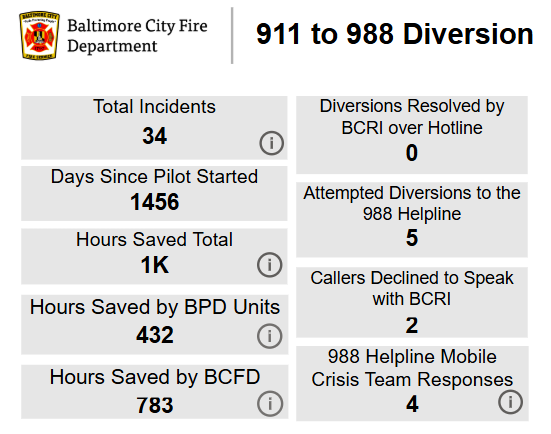 Baltimore City Fire
Department
911 to 988 Diversion
Total Incidents
34
Days Since Pilot Started
1456
Hours Saved Total
1K
Hours Saved by BPD Units
432
Hours Saved by BCFD
783
Diversions Resolved by
BCRI over Hotline
0
Attempted Diversions to the
988 Helpline
5
Callers Declined to Speak
with BCRI
2
988 Helpline Mobile
Crisis Team Responses
4